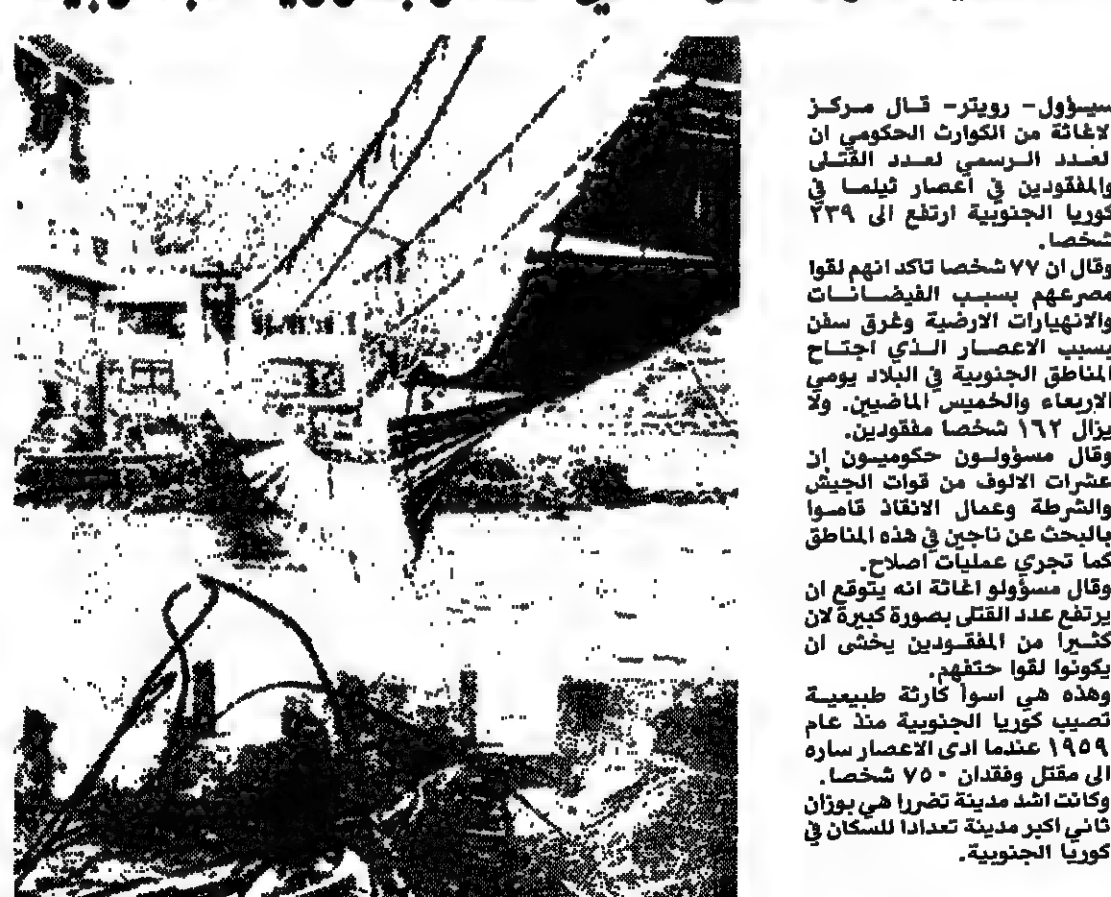 سيؤول- رويتر- قال مركز
لاغاثة من الكوارث الحكومي ان
لعدد الرسمي لعدد القتلى
والمفقودين في أعصار ثيلما في
كوريا الجنوبية ارتفع الى ٢٣٩
شخصا.
وقال ان ٧٧ شخصا تاكد انهم لقوا
مصرعهم بسبب الفيضانات
والانهيارات الارضية وغرق سفن
بسبب الاعصار الذي اجتاح
المناطق الجنوبية في البلاد يومي
الاربعاء والخميس الماضيين. ولا
يزال ١٦٢ شخصا مفقودين.
وقال مسؤولون حكوميون ان
عشرات الالوف من قوات الجيش
والشرطة وعمال الانقاذ قاموا
بالبحث عن ناجين في هذه المناطق
كما تجري عمليات اصلاح.
وقال مسؤولو اغاثة انه يتوقع ان
يرتفع عدد القتلى بصورة كبيرة لان
كثيرا من المفقودين يخشى ان
يكونوا لقوا حتفهم.
وهذه هي اسوأ كارثة طبيعية
تصيب كوريا الجنوبية منذ عام
١٩٥٩ عندما ادى الاعصار ساره
الى مقتل وفقدان ٧٥٠ شخصا.
وكانت اشد مدينة تضررا هي بوزان
ثاني اكبر مدينة تعدادا للسكان في
كوريا الجنوبية.